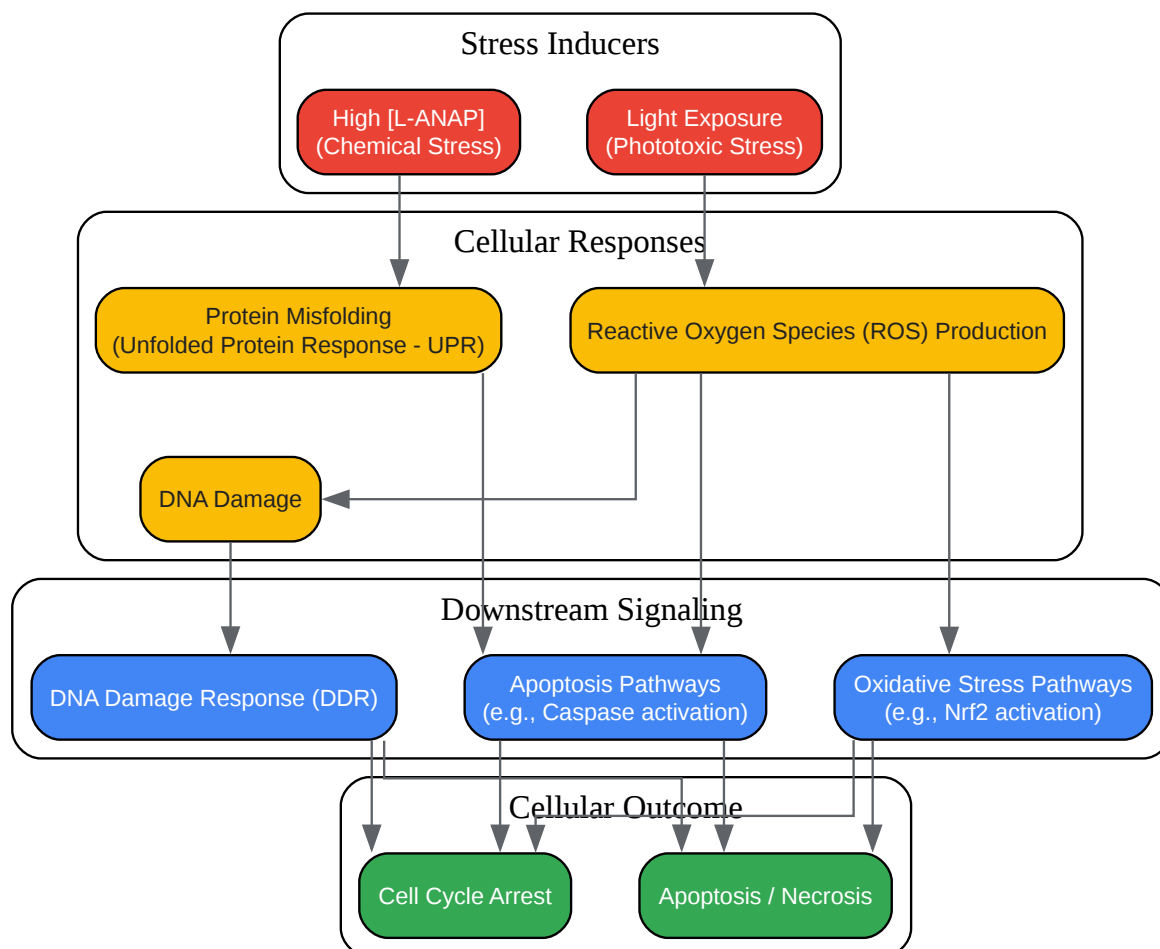 Stress Inducers
High [L-ANAP]
(Chemical Stress)
Light Exposure
(Phototoxic Stress)
Cellular Responses
Protein Misfolding
(Unfolded Protein Response - UPR)
Reactive Oxygen Species (ROS) Production
DNA Damage
Downstream Signaling
DNA Damage Response (DDR)
Apoptosis Pathways
(e.g., Caspase activation)
Oxidative Stress Pathways
(e.g., Nrf2 activation)
Cellular Outcome
Cell Cycle Arrest
Apoptosis / Necrosis